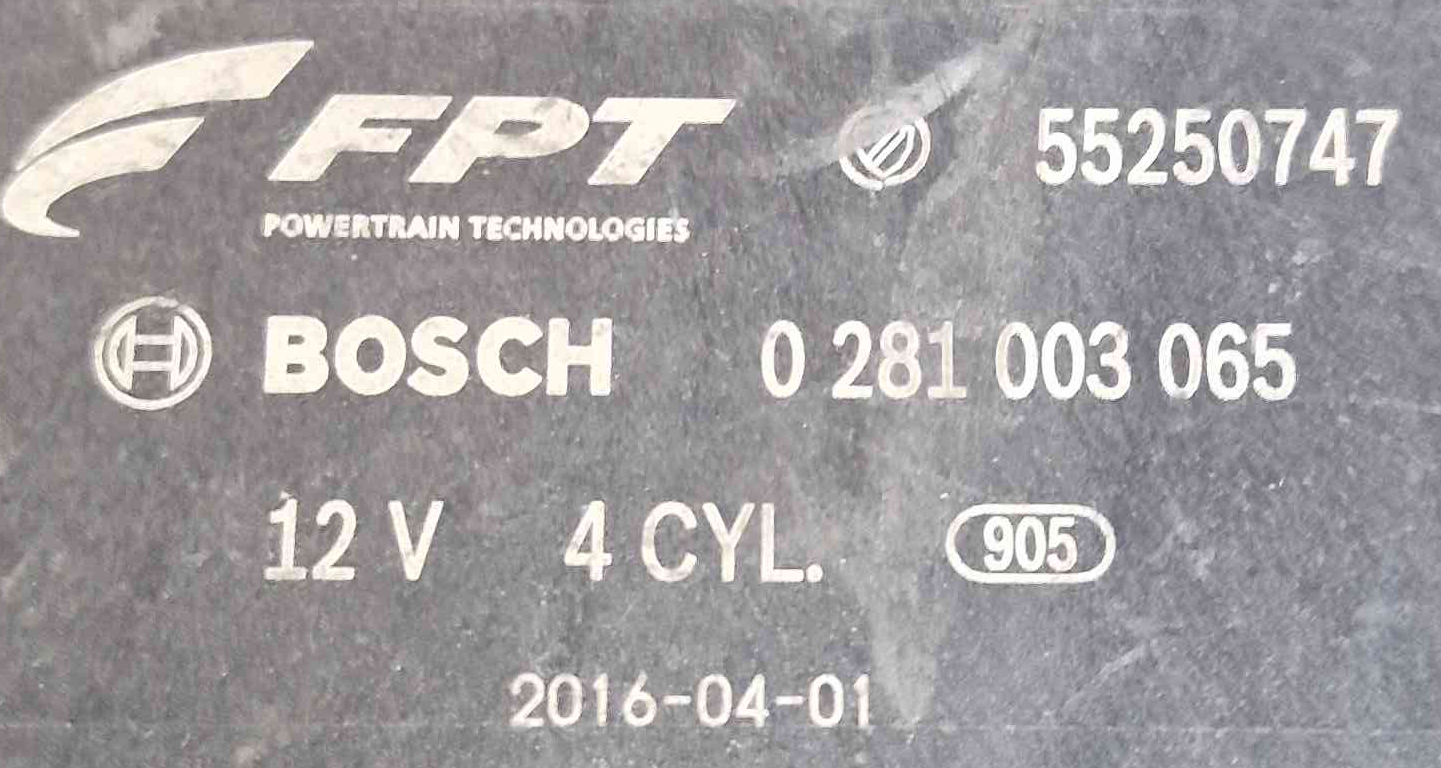 FPT 55250747
POWERTRAIN TECHNOLOGIES
BOSCH 0 281 003 065
12 V 4 CYL. 905
2016-04-01